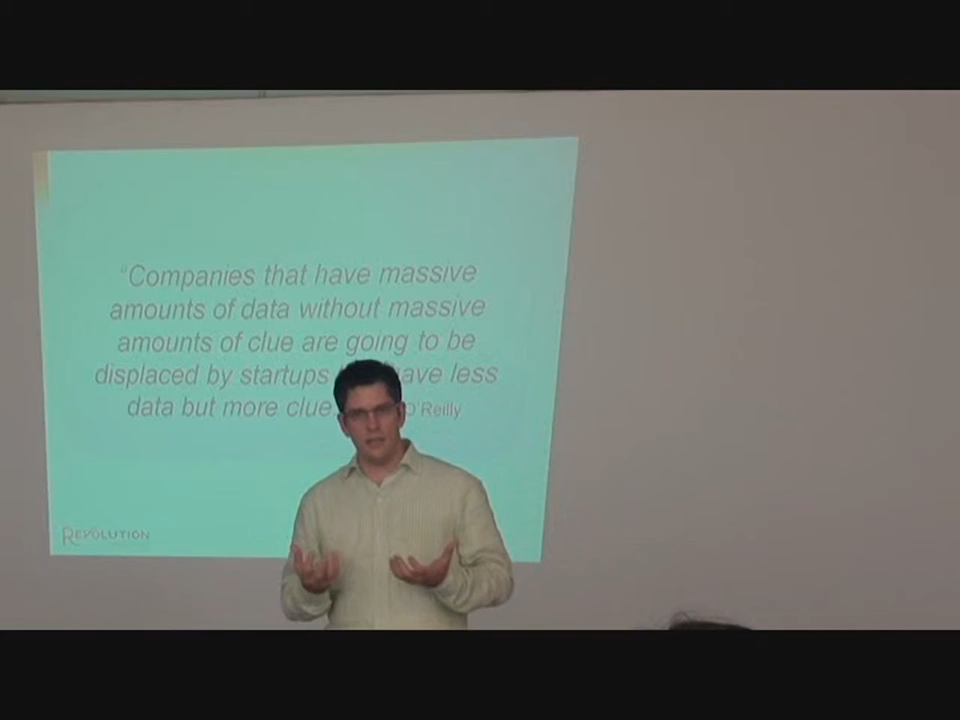 “Companies that have massive
amounts of data without massive
amounts of clue are going to be
displaced by startups have less
data but more clue. O'Reilly
REVOLUTION